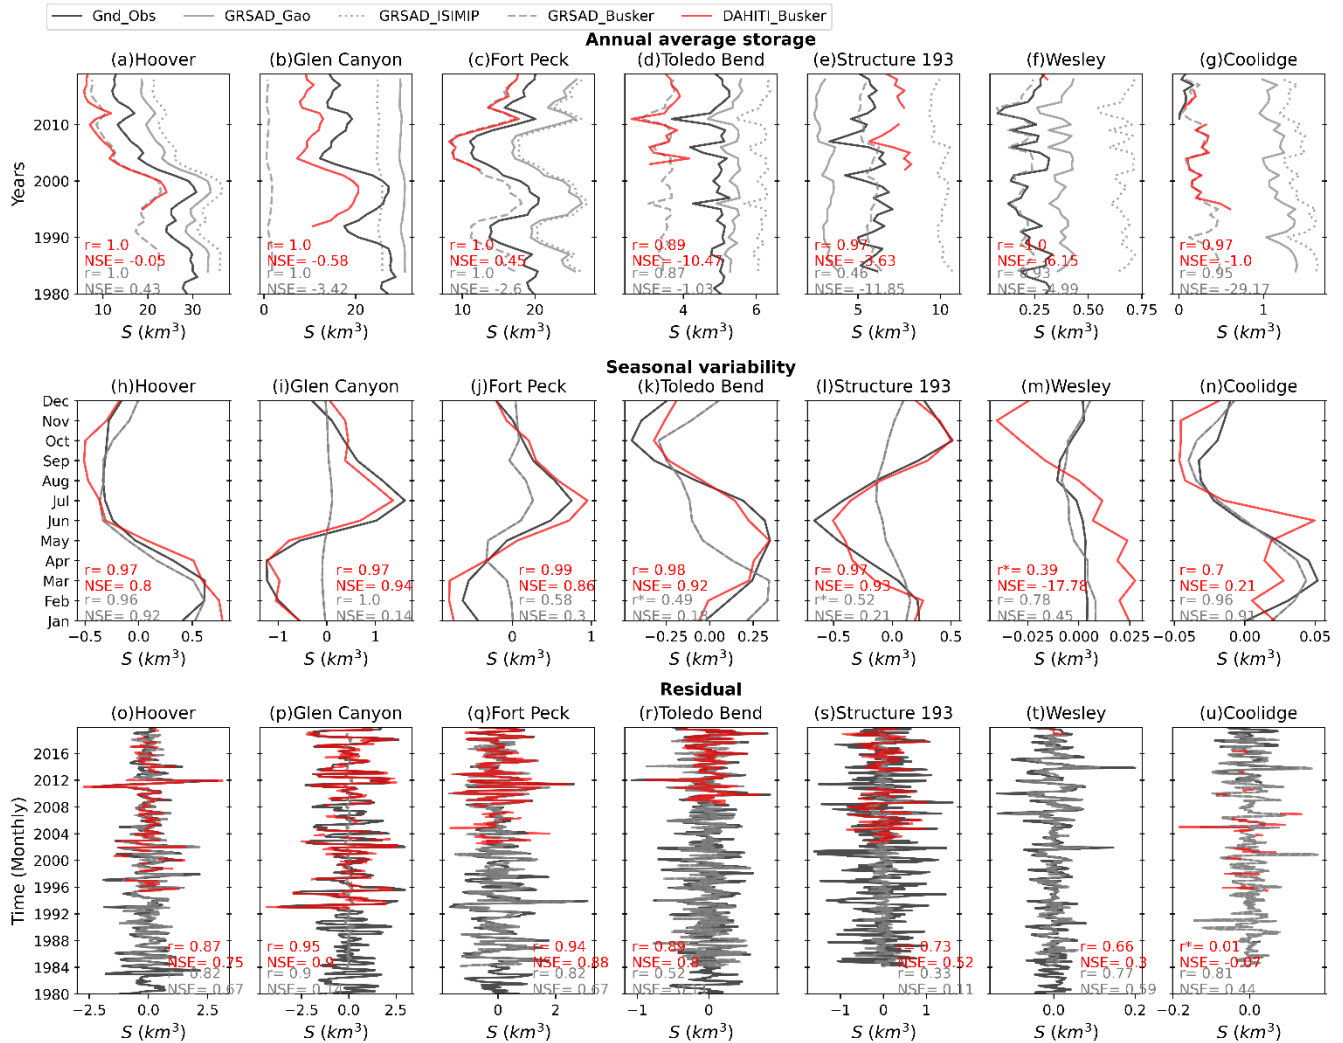 Gnd_Obs GRSAD_Gao GRSAD_ISIMIP GRSAD_Busker DAHITI_Busker
Annual average storage
(a)Hoover (b)Glen Canyon (c)Fort Peck (d)Toledo Bend (e)Structure 193 (f)Wesley (g)Coolidge
Years
2010
2000
1990
1980
r= 1.0 r= 1.0 r= 1.0 r= 0.89 r= 0.97 r= -1.0 r= 0.97
NSE= -0.05 NSE= -0.58 NSE= 0.45 NSE= -10.47 NSE= -3.63 NSE= -6.15 NSE= -1.0
r= 1.0 r= 1.0 r= 1.0 r= 0.87 r= 0.46 r= 0.93 r= 0.95
NSE= 0.43 NSE= -3.42 NSE= -2.6 NSE= -1.03 NSE= -11.85 NSE= -4.99 NSE= -29.17
10 20 30 0 20 10 20 4 6 5 10 0.25 0.50 0.75 0 1
S (km³) S (km³) S (km³) S (km³) S (km³) S (km³) S (km³)
Seasonal variability
(h)Hoover (i)Glen Canyon (j)Fort Peck (k)Toledo Bend (l)Structure 193 (m)Wesley (n)Coolidge
Dec
Nov
Oct
Sep
Aug
Jul
Jun
May
Apr
Mar
Feb
Jan
r= 0.97 r= 0.97 r= 0.99 r= 0.98 r= 0.97 r*= 0.39 r= 0.7
NSE= 0.8 NSE= 0.94 NSE= 0.86 NSE= 0.92 NSE= 0.93 NSE= -17.78 NSE= 0.21
r= 0.96 r= 1.0 r= 0.58 r*= 0.49 r*= 0.52 r= 0.78 r= 0.96
NSE= 0.92 NSE= 0.14 NSE= 0.3 NSE= 0.18 NSE= 0.21 NSE= 0.45 NSE= 0.91
−0.5 0.0 0.5 −1 0 1 0 1 −0.25 0.00 0.25 −0.5 0.0 0.5 −0.025 0.000 0.025 −0.05 0.00 0.05
S (km³) S (km³) S (km³) S (km³) S (km³) S (km³) S (km³)
Residual
(o)Hoover (p)Glen Canyon (q)Fort Peck (r)Toledo Bend (s)Structure 193 (t)Wesley (u)Coolidge
Time (Monthly)
2016
2012
2008
2004
2000
1996
1992
1988
1984
1980
r= 0.87 r= 0.95 r= 0.94 r= 0.89 r= 0.73 r= 0.66 r*= 0.01
NSE= 0.75 NSE= 0.9 NSE= 0.88 NSE= 0.8 NSE= 0.52 NSE= 0.3 NSE= -0.07
r= 0.82 r= 0.9 r= 0.82 r= 0.52 r= 0.33 r= 0.77 r= 0.81
NSE= 0.67 NSE= NSE= 0.67 NSE= NSE= 0.11 NSE= 0.59 NSE= 0.44
−2.5 0.0 2.5 −2.5 0.0 2.5 0 2 −1 0 −1 0 1 0.0 0.2 −0.2 0.0
S (km³) S (km³) S (km³) S (km³) S (km³) S (km³) S (km³)